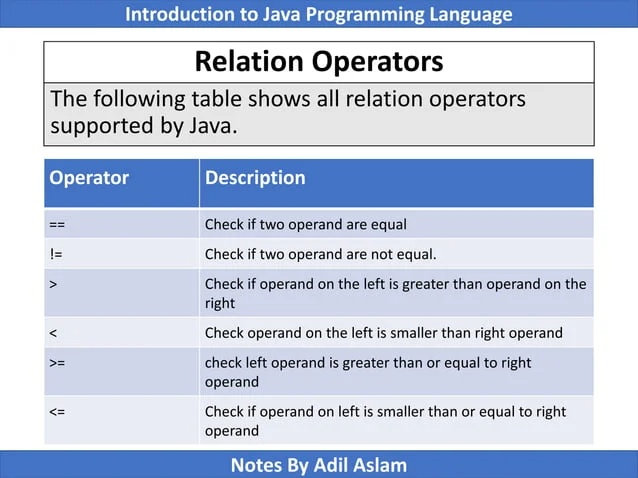 Introduction to Java Programming Language
Relation Operators
The following table shows all relation operators
supported by Java.
Operator Description
== Check if two operand are equal
!= Check if two operand are not equal.
> Check if operand on the left is greater than operand on the
right
< Check operand on the left is smaller than right operand
>= check left operand is greater than or equal to right
operand
<= Check if operand on left is smaller than or equal to right
operand
Notes By Adil Aslam